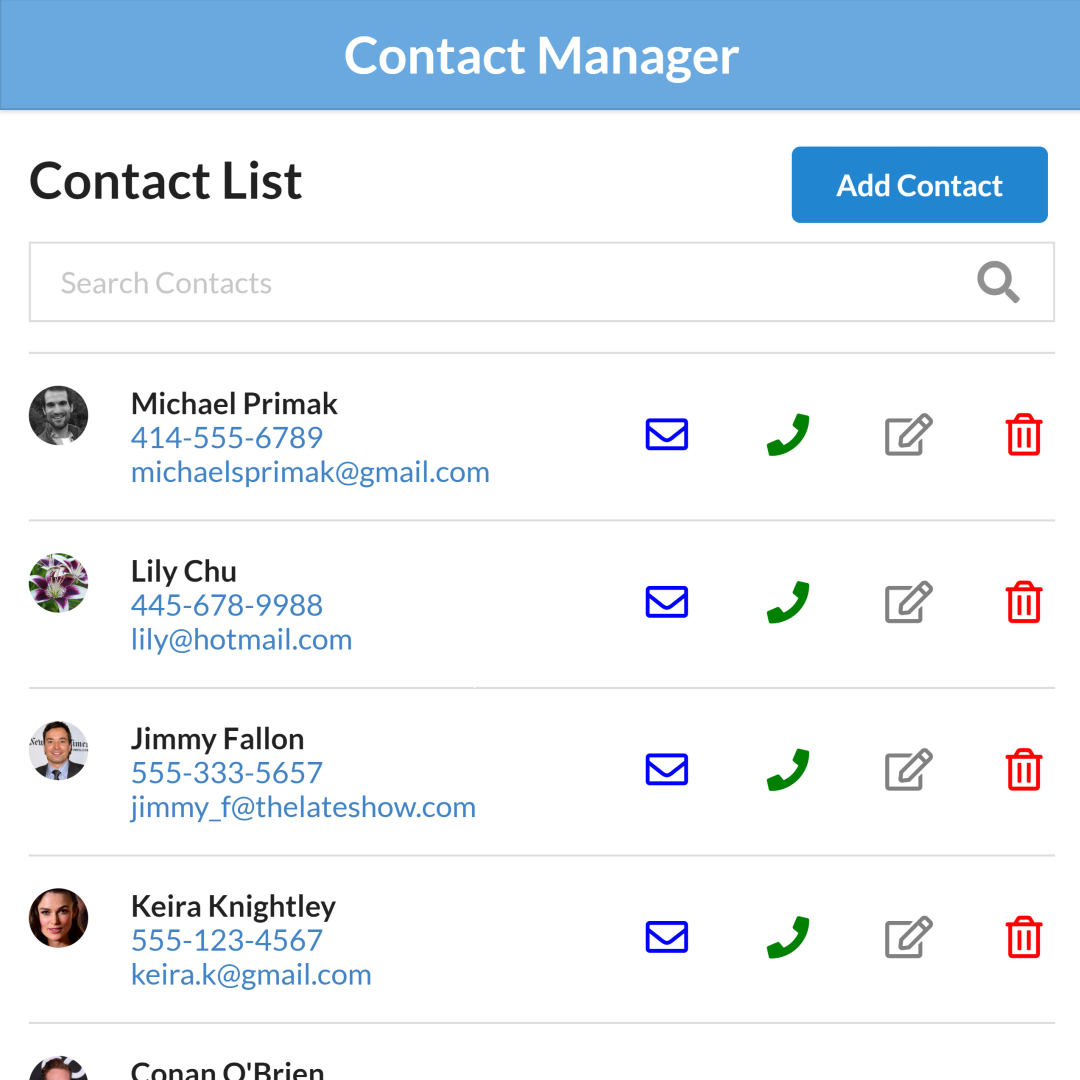 Contact Manager
Contact List
Add Contact
Search Contacts
Michael Primak
414-555-6789
michaelsprimak@gmail.com
Lily Chu
445-678-9988
lily@hotmail.com
Jimmy Fallon
555-333-5657
jimmy_f@thelateshow.com
Keira Knightley
555-123-4567
keira.k@gmail.com
Conan O'Brien